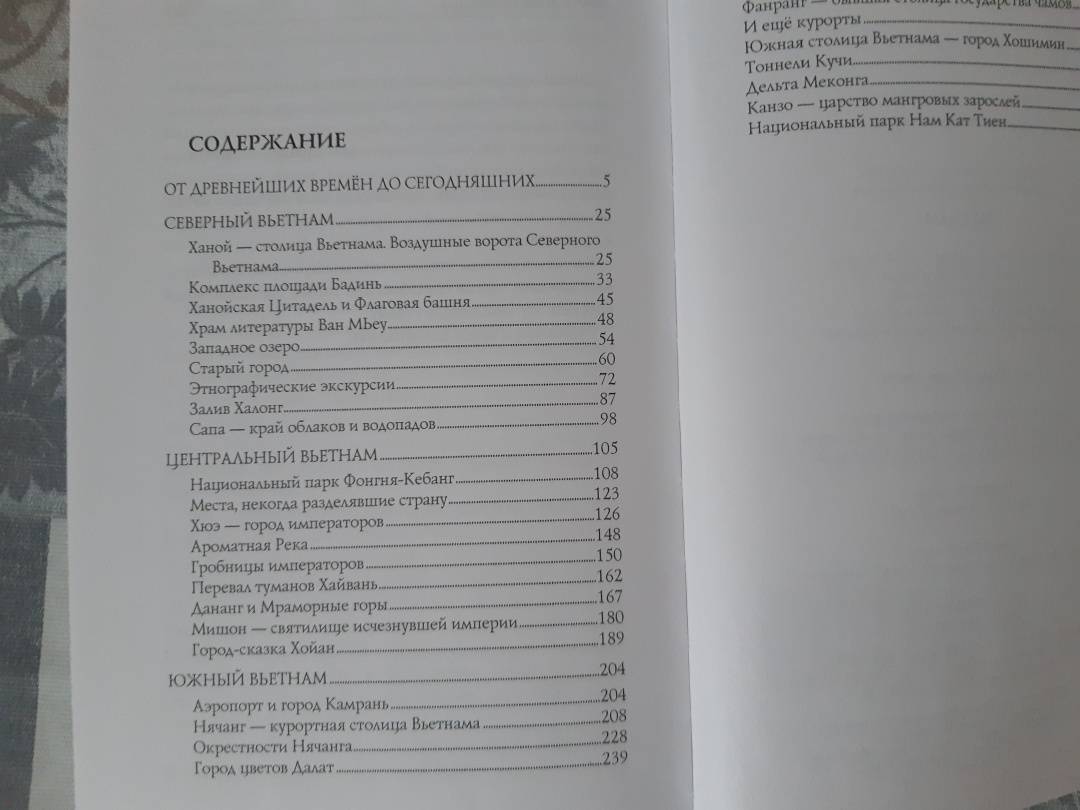 СОДЕРЖАНИЕ
ОТ ДРЕВНЕЙШИХ ВРЕМЁН ДО СЕГОДНЯШНИХ 5
СЕВЕРНЫЙ ВЬЕТНАМ 25
Ханой — столица Вьетнама. Воздушные ворота Северного
Вьетнама 25
Комплекс площади Бадинь 33
Ханойская Цитадель и Флаговая башня 45
Храм литературы Ван Мьеу 48
Западное озеро 54
Старый город 60
Этнографические экскурсии 72
Залив Халонг 87
Сапа — край облаков и водопадов 98
ЦЕНТРАЛЬНЫЙ ВЬЕТНАМ 105
Национальный парк Фонгня-Кебанг 108
Места, некогда разделявшие страну 123
Хюэ — город императоров 126
Ароматная Река 148
Гробницы императоров 150
Перевал туманов Хайвань 162
Дананг и Мраморные горы 167
Мишон — святилище исчезнувшей империи 180
Город-сказка Хойан 189
ЮЖНЫЙ ВЬЕТНАМ 204
Аэропорт и город Камрань 204
Нячанг — курортная столица Вьетнама 208
Окрестности Нячанга 228
Город цветов Далат 239
Фанранг — бывшая столица государства чамов
И ещё курорты
Южная столица Вьетнама — город Хошимин
Тоннели Кучи
Дельта Меконга
Канзо — царство мангровых зарослей
Национальный парк Нам Кат Тиен